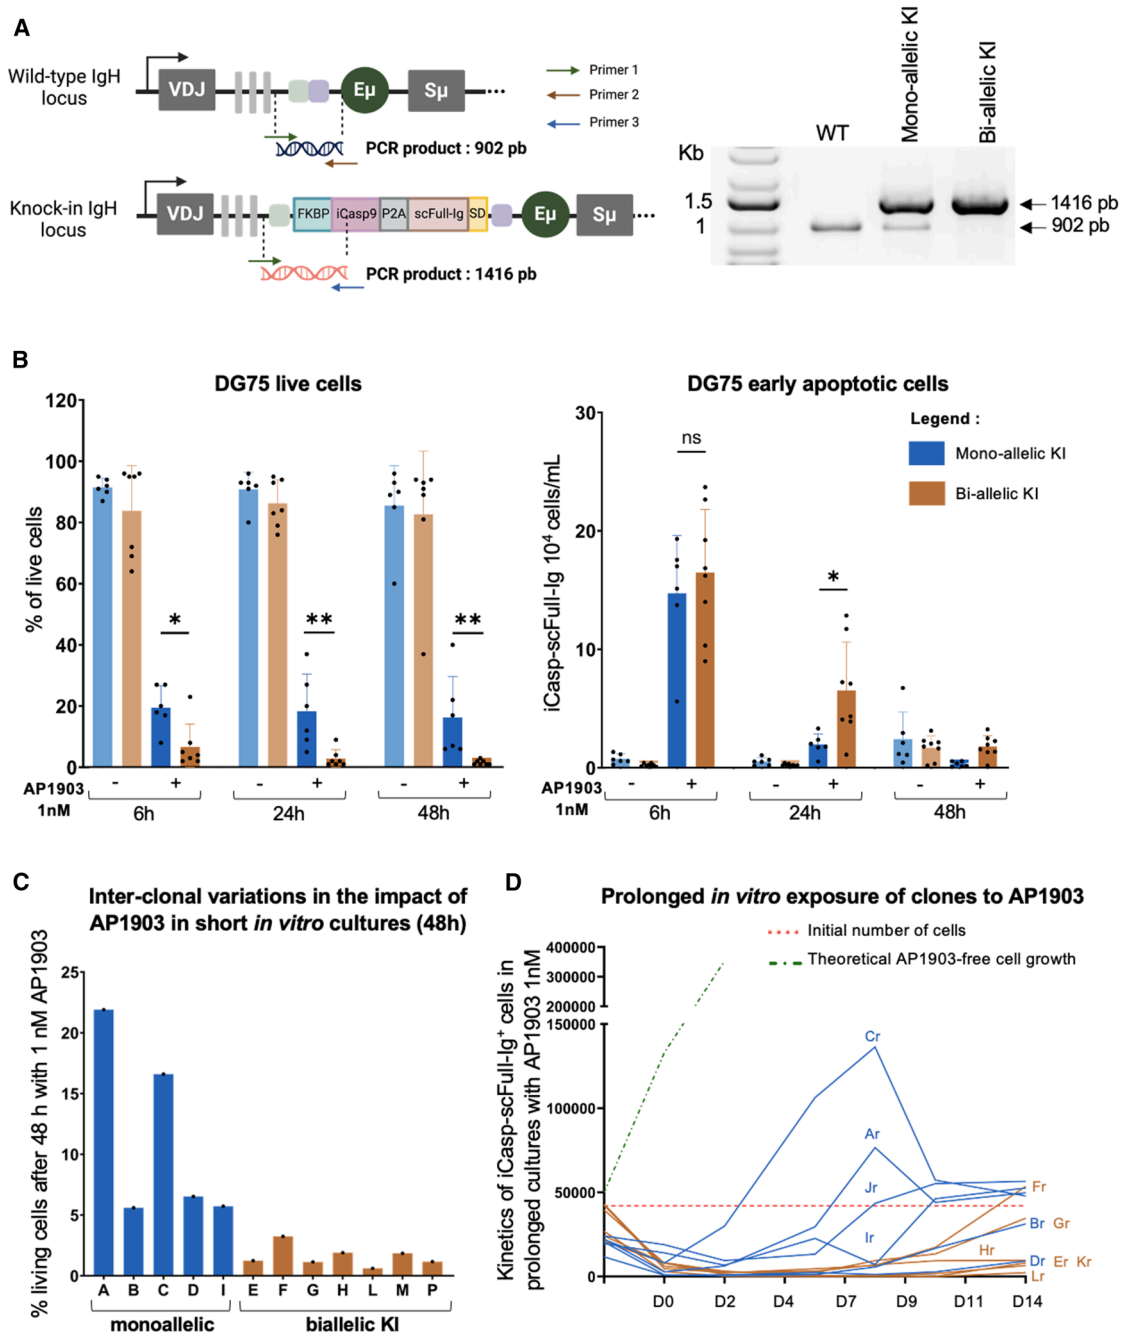 A
Wild-type IgH
locus
VDJ
Eμ
Sμ
Primer 1
Primer 2
Primer 3
PCR product : 902 pb
Knock-in IgH
locus
VDJ
FKBP
iCasp9
P2A
scFull-Ig
SD
Eμ
Sμ
PCR product : 1416 pb
Kb
WT
Mono-allelic KI
Bi-allelic KI
1.5
1
1416 pb
902 pb
B
DG75 live cells
% of live cells
120
100
80
60
40
20
0
*
**
**
AP1903
1nM
- + - + - +
6h 24h 48h
DG75 early apoptotic cells
iCasp-scFull-Ig 10⁴ cells/mL
30
20
10
0
ns
*
Legend :
Mono-allelic KI
Bi-allelic KI
AP1903
1nM
- + - + - +
6h 24h 48h
C
Inter-clonal variations in the impact of
AP1903 in short in vitro cultures (48h)
% living cells after 48 h with 1 nM AP1903
25
20
15
10
5
0
A B C D I E F G H L M P
monoallelic
biallelic KI
D
Prolonged in vitro exposure of clones to AP1903
Initial number of cells
Theoretical AP1903-free cell growth
Kinetics of iCasp-scFull-Ig⁺ cells in
prolonged cultures with AP1903 1nM
400000
300000
200000
150000
100000
50000
0
Cr
Ar
Jr
Ir
Fr
Br Gr
Hr
Dr Er Kr
Lr
D0 D2 D4 D7 D9 D11 D14